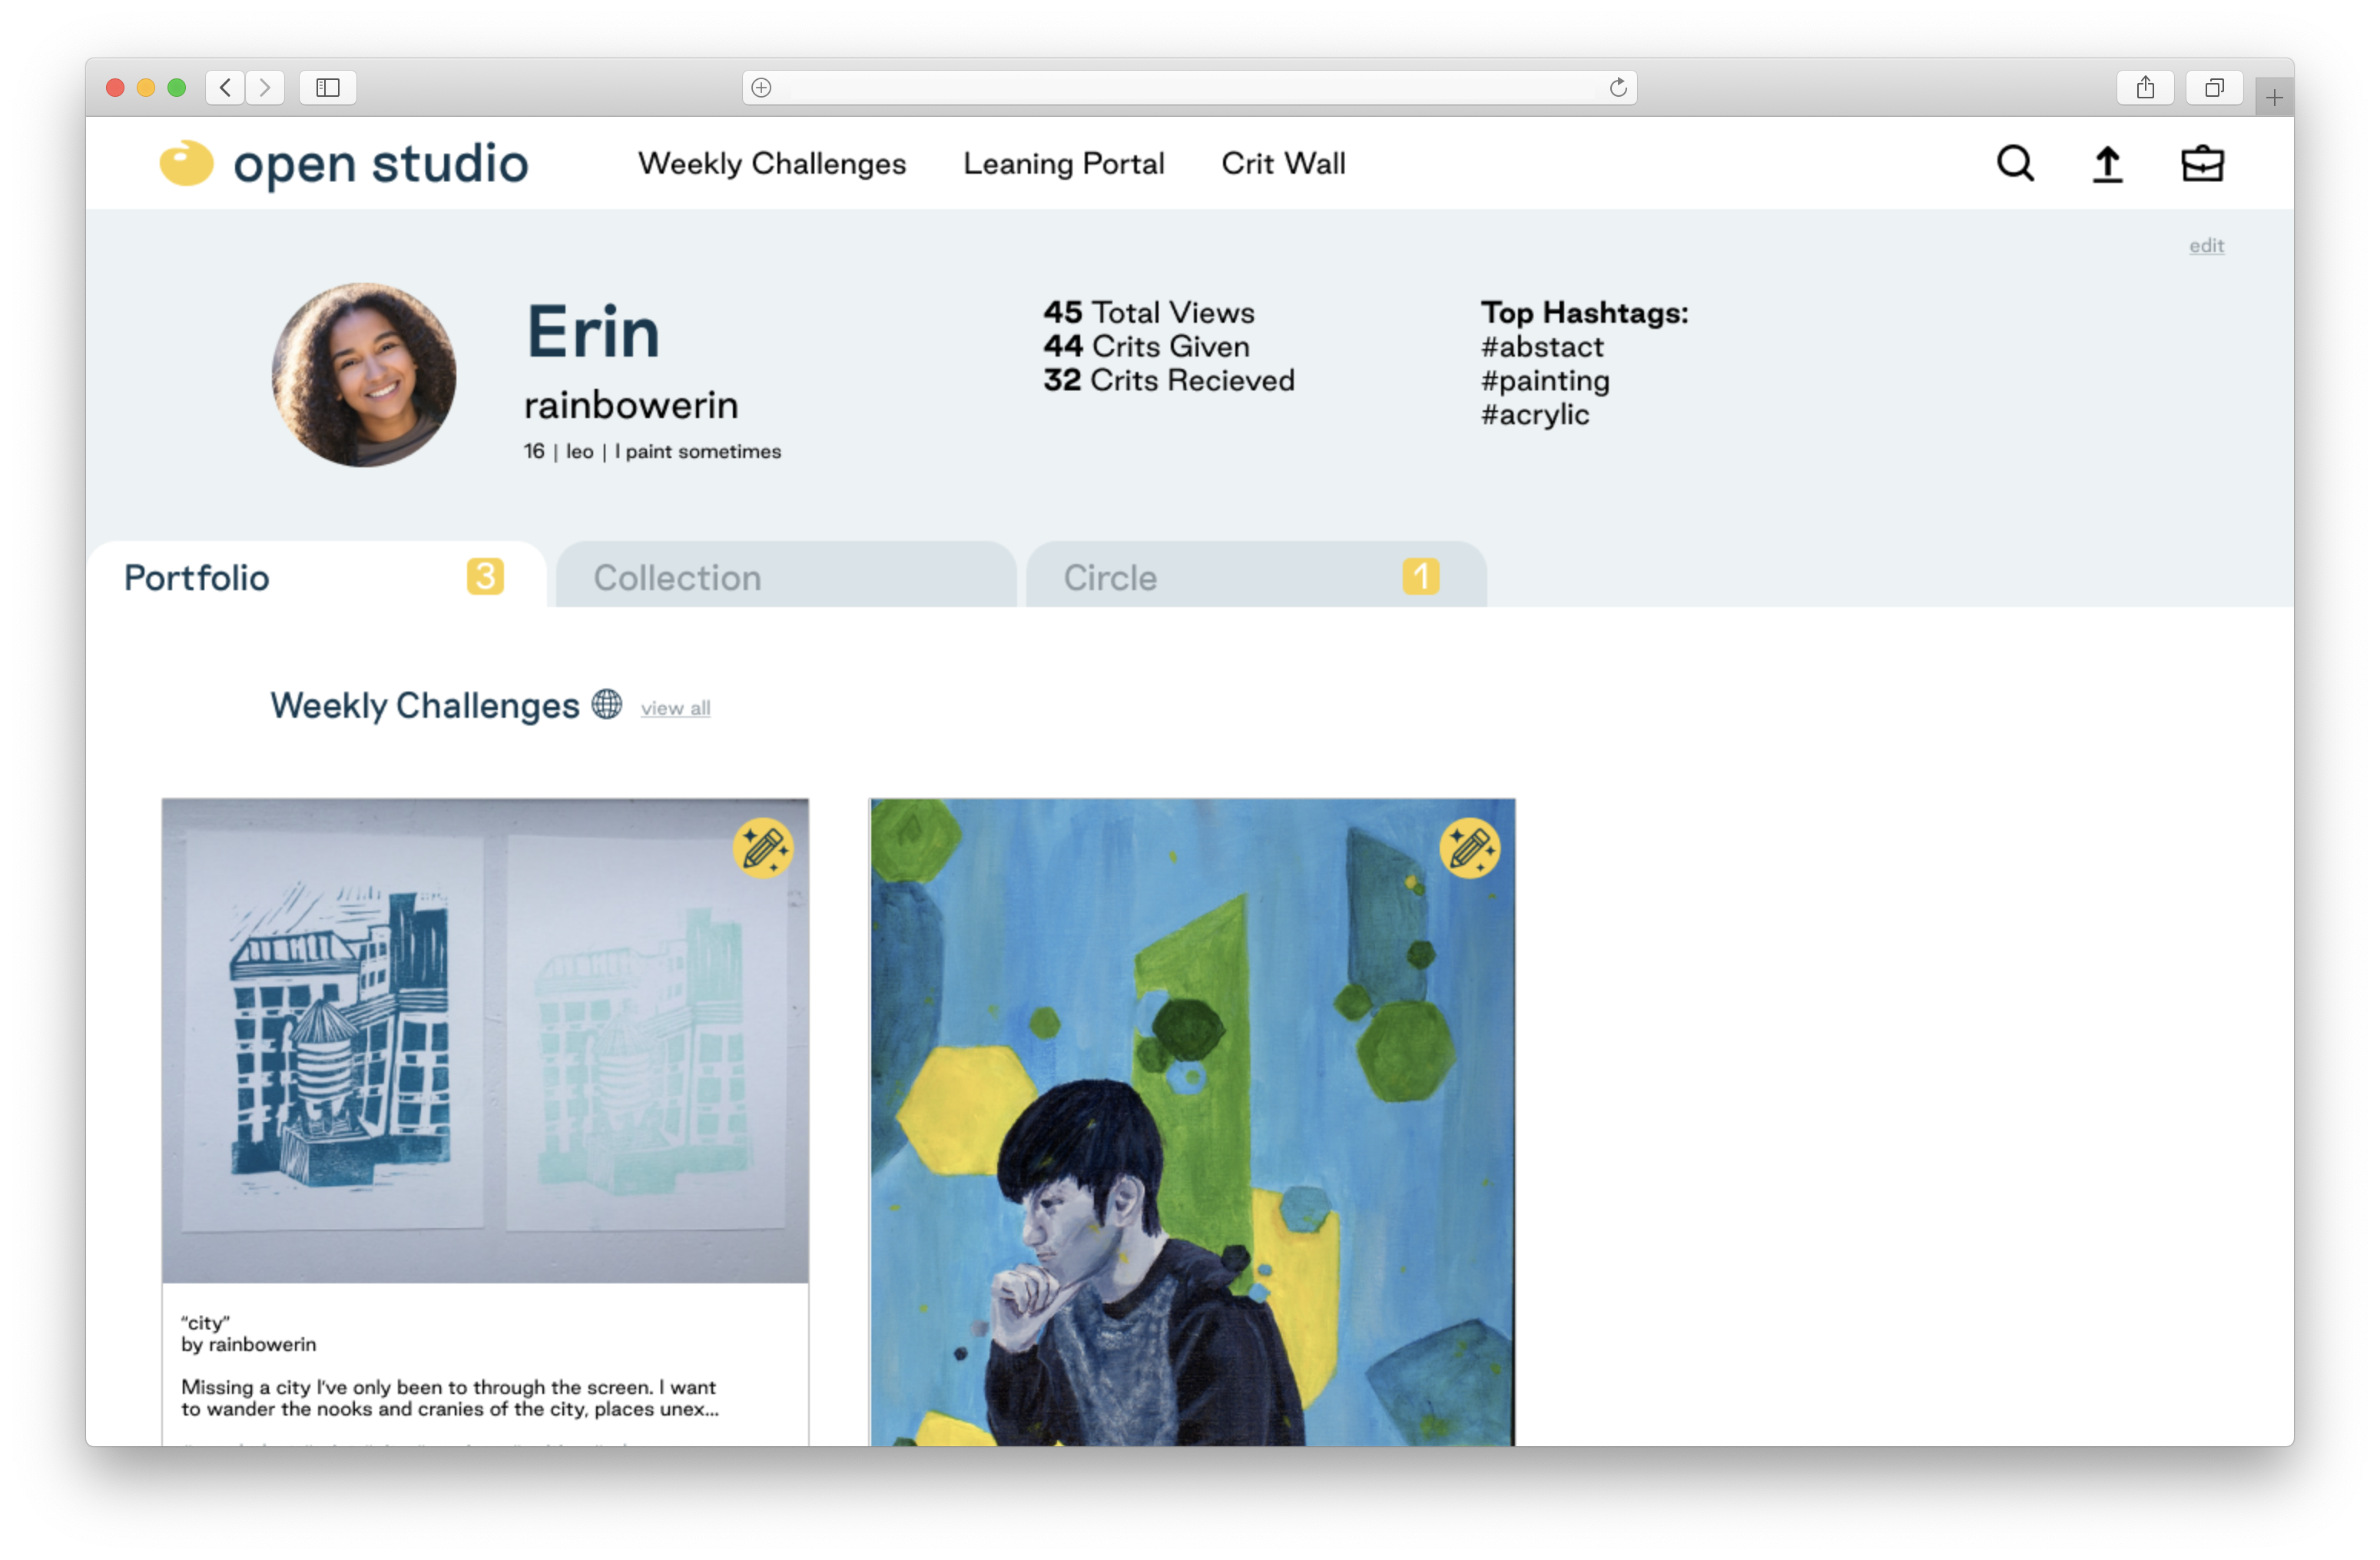 open studio
Weekly Challenges
Leaning Portal
Crit Wall
edit
Erin
rainbowerin
16 | leo | I paint sometimes
45 Total Views
44 Crits Given
32 Crits Recieved
Top Hashtags:
#abstact
#painting
#acrylic
Portfolio 3
Collection
Circle 1
Weekly Challenges
view all
“city”
by rainbowerin
Missing a city I’ve only been to through the screen. I want
to wander the nooks and cranies of the city, places unex...